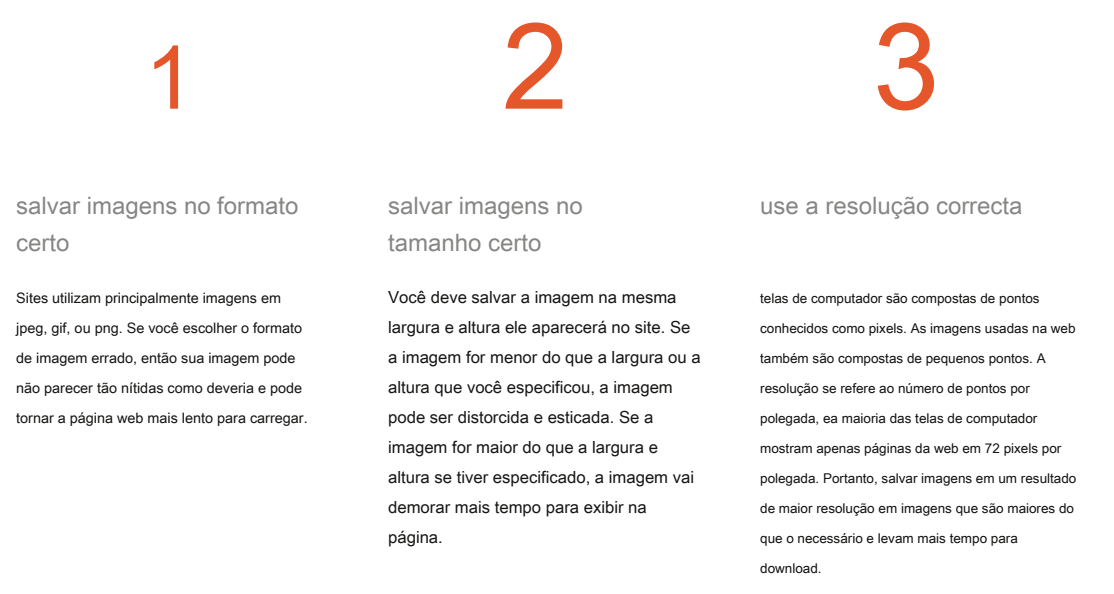 1
salvar imagens no formato
certo
Sites utilizam principalmente imagens em
jpeg, gif, ou png. Se você escolher o formato
de imagem errado, então sua imagem pode
não parecer tão nítidas como deveria e pode
tornar a página web mais lento para carregar.
2
salvar imagens no
tamanho certo
Você deve salvar a imagem na mesma
largura e altura ele aparecerá no site. Se
a imagem for menor do que a largura ou a
altura que você especificou, a imagem
pode ser distorcida e esticada. Se a
imagem for maior do que a largura e
altura se tiver especificado, a imagem vai
demorar mais tempo para exibir na
página.
3
use a resolução correcta
telas de computador são compostas de pontos
conhecidos como pixels. As imagens usadas na web
também são compostas de pequenos pontos. A
resolução se refere ao número de pontos por
polegada, ea maioria das telas de computador
mostram apenas páginas da web em 72 pixels por
polegada. Portanto, salvar imagens em um resultado
de maior resolução em imagens que são maiores do
que o necessário e levam mais tempo para
download.